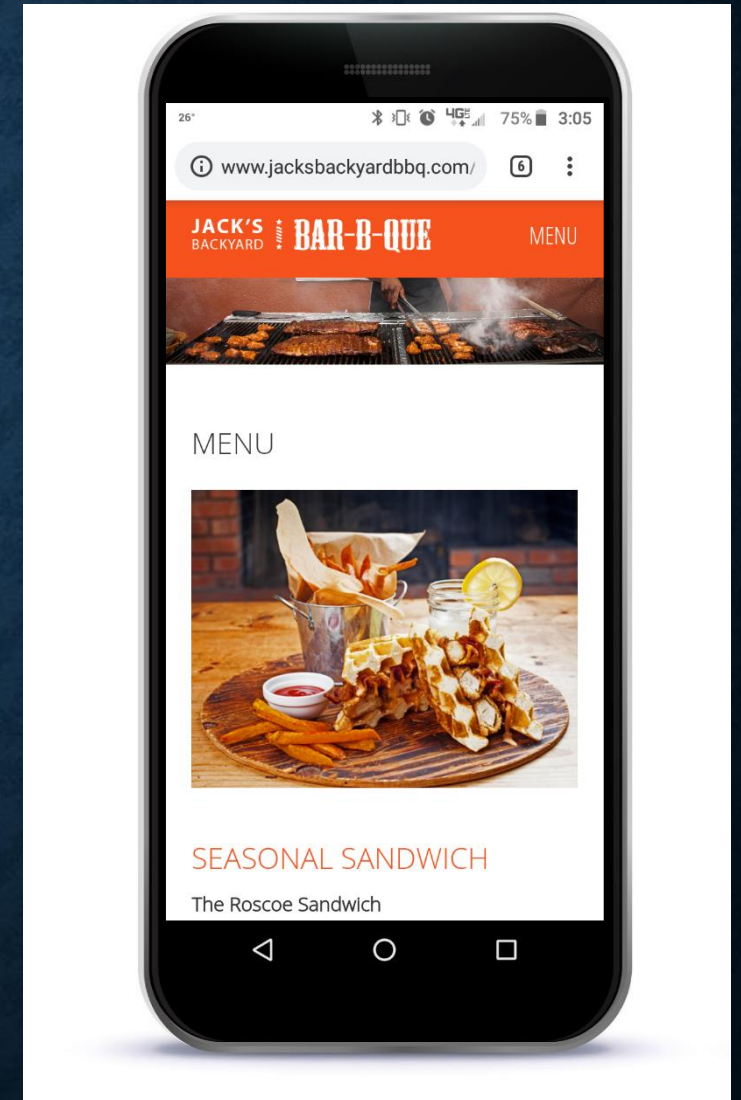 26° 4G 75% 3:05
www.jacksbackyardbbq.com/ 6
JACK'S
BACKYARD
BAR-B-QUE
MENU
MENU
SEASONAL SANDWICH
The Roscoe Sandwich